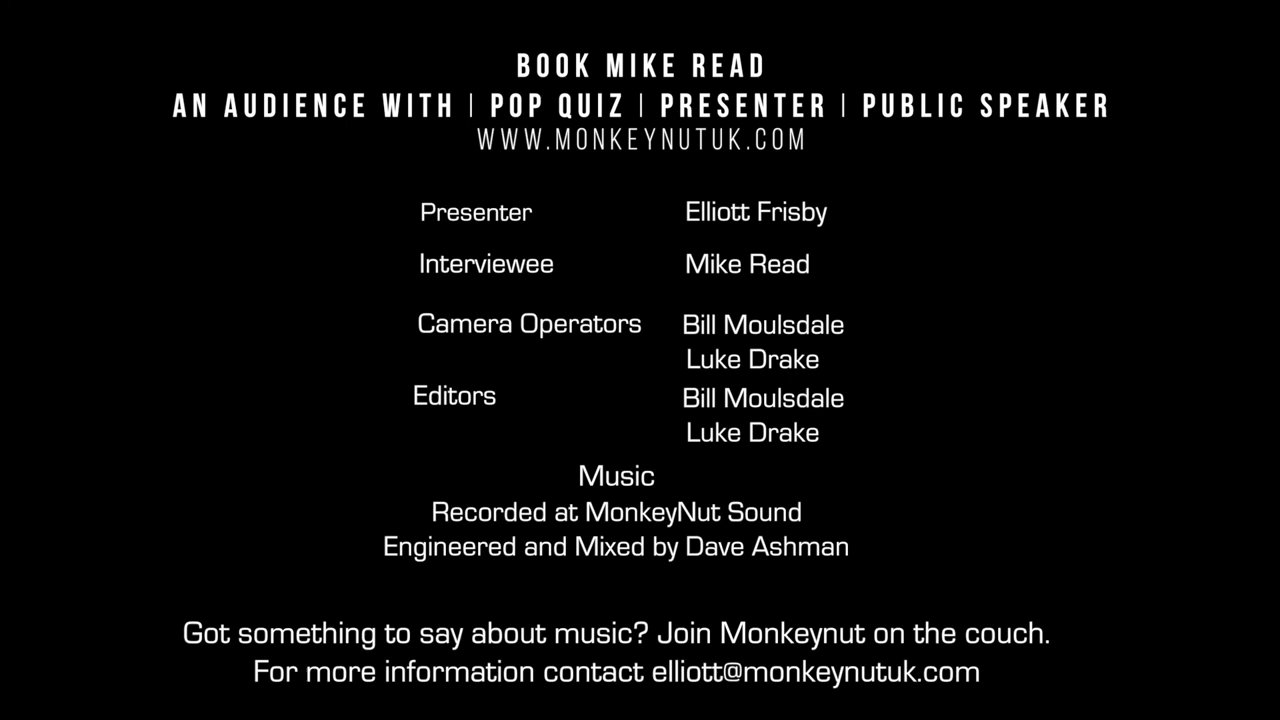 BOOK MIKE READ
AN AUDIENCE WITH | POP QUIZ | PRESENTER | PUBLIC SPEAKER
WWW.MONKEYNUTUK.COM
Presenter Elliott Frisby
Interviewee Mike Read
Camera Operators Bill Moulsdale
Luke Drake
Editors Bill Moulsdale
Luke Drake
Music
Recorded at MonkeyNut Sound
Engineered and Mixed by Dave Ashman
Got something to say about music? Join Monkeynut on the couch.
For more information contact elliott@monkeynutuk.com